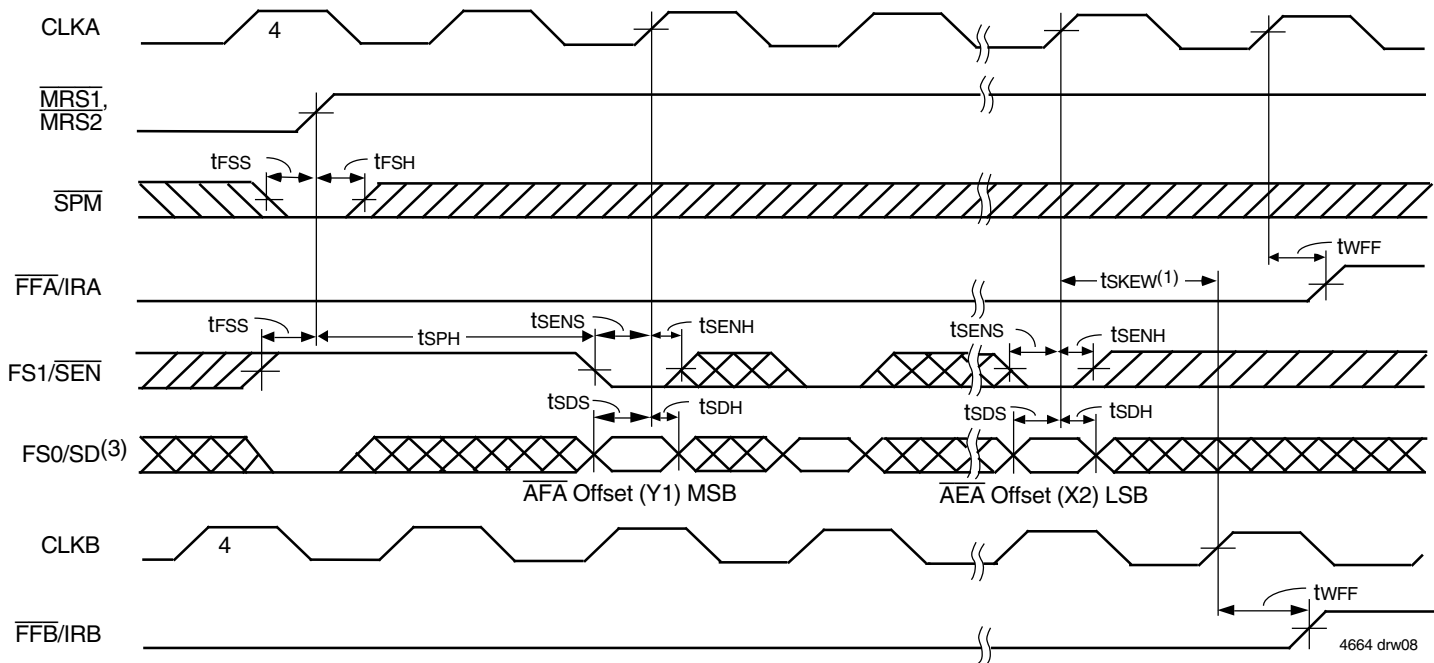 CLKA
4
MRS1,
MRS2
tFSS
tFSH
SPM
tWFF
FFA/IRA
tSKEW(1)
tFSS
tSPH
tSENS
tSENH
tSENS
tSENH
FS1/SEN
tSDS
tSDH
tSDS
tSDH
FS0/SD(3)
AFA Offset (Y1) MSB
AEA Offset (X2) LSB
CLKB
4
tWFF
FFB/IRB
4664 drw08